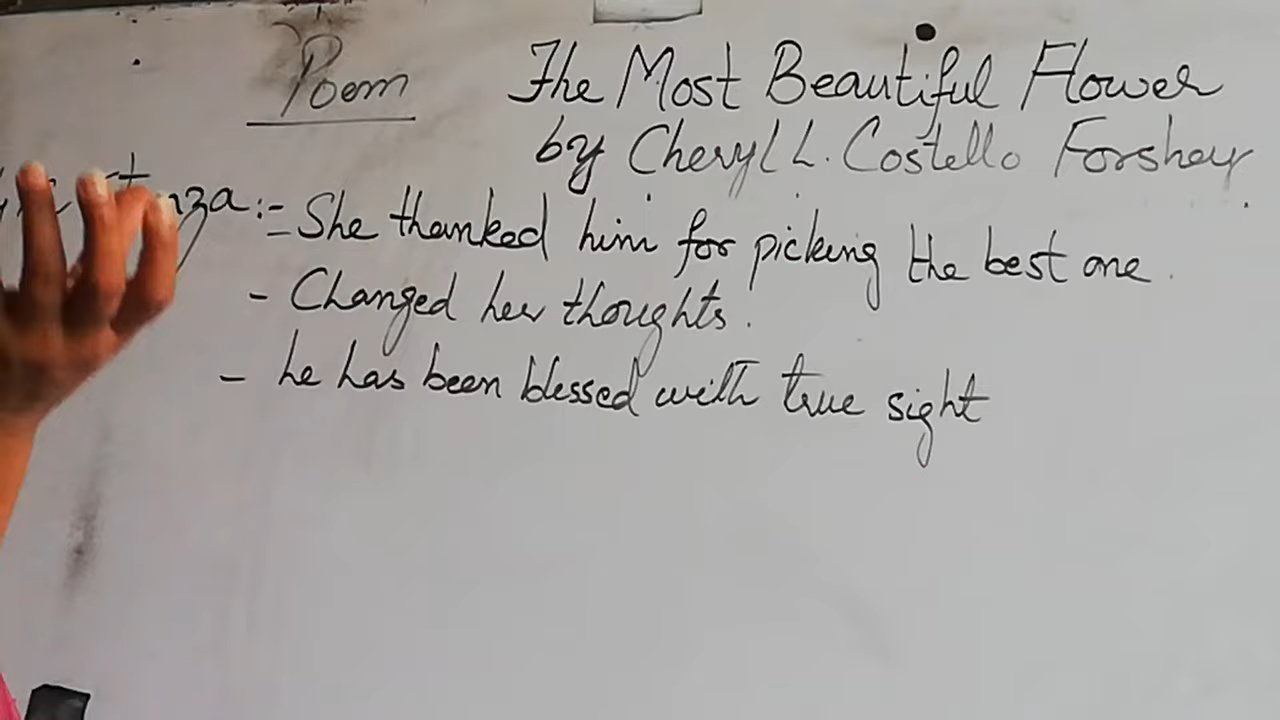 Poem
The Most Beautiful Flower
by Cheryl L. Costello Forshey
:- She thanked him for picking the best one.
- Changed her thoughts.
- he has been blessed with true sight